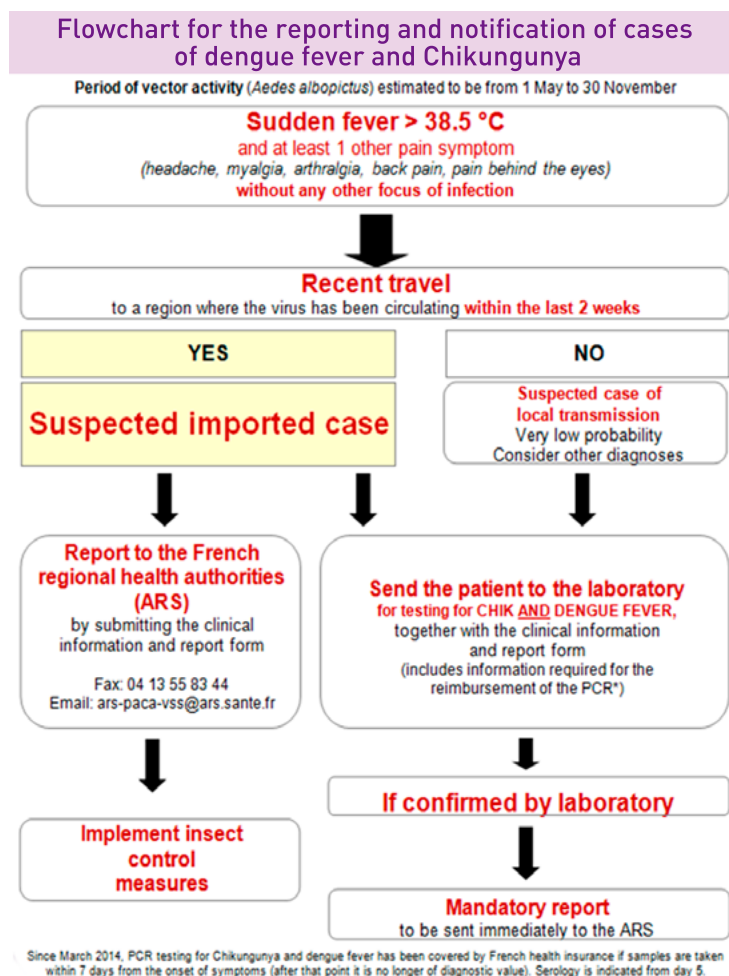 Flowchart for the reporting and notification of cases
of dengue fever and Chikungunya
Period of vector activity (Aedes albopictus) estimated to be from 1 May to 30 November
Sudden fever > 38.5 °C
and at least 1 other pain symptom
(headache, myalgia, arthralgia, back pain, pain behind the eyes)
without any other focus of infection
Recent travel
to a region where the virus has been circulating within the last 2 weeks
YES
NO
Suspected imported case
Suspected case of
local transmission
Very low probability
Consider other diagnoses
Report to the French
regional health authorities
(ARS)
by submitting the clinical
information and report form
Fax: 04 13 55 83 44
Email: ars-paca-vss@ars.sante.fr
Send the patient to the laboratory
for testing for CHIK AND DENGUE FEVER,
together with the clinical information
and report form
(includes information required for the
reimbursement of the PCR*)
Implement insect
control
measures
If confirmed by laboratory
Mandatory report
to be sent immediately to the ARS
Since March 2014, PCR testing for Chikungunya and dengue fever has been covered by French health insurance if samples are taken
within 7 days from the onset of symptoms (after that point it is no longer of diagnostic value). Serology is indicated from day 5.